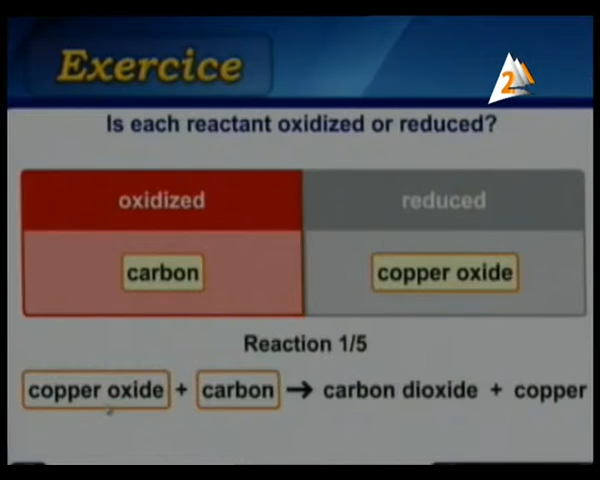 Exercice
2
Is each reactant oxidized or reduced?
oxidized reduced
carbon copper oxide
Reaction 1/5
copper oxide + carbon → carbon dioxide + copper